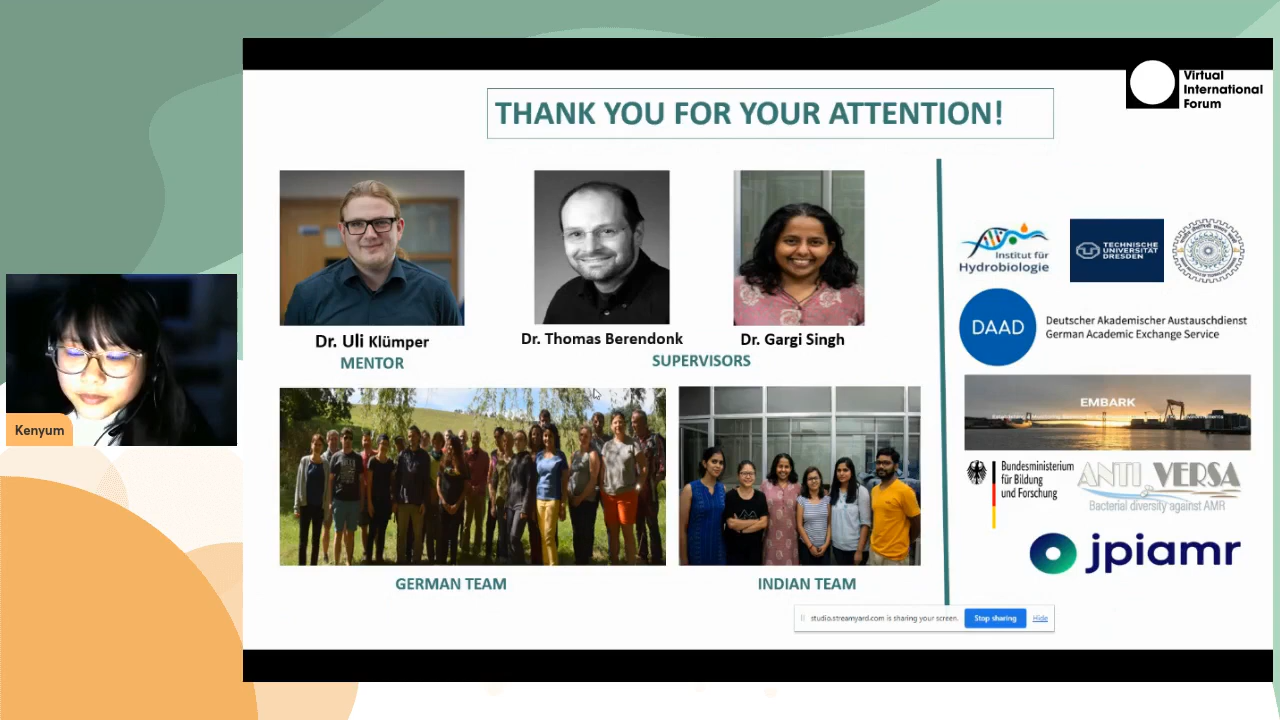 Virtual
International
Forum
THANK YOU FOR YOUR ATTENTION!
Dr. Uli Klümper
MENTOR
Dr. Thomas Berendonk
Dr. Gargi Singh
SUPERVISORS
GERMAN TEAM
INDIAN TEAM
Institut für
Hydrobiologie
TECHNISCHE
UNIVERSITÄT
DRESDEN
DAAD
Deutscher Akademischer Austauschdienst
German Academic Exchange Service
EMBARK
Bundesministerium
für Bildung
und Forschung
ANTI VERSA
Bacterial diversity against AMR
jpiamr
studio.streamyard.com is sharing your screen.
Stop sharing
Hide
Kenyum